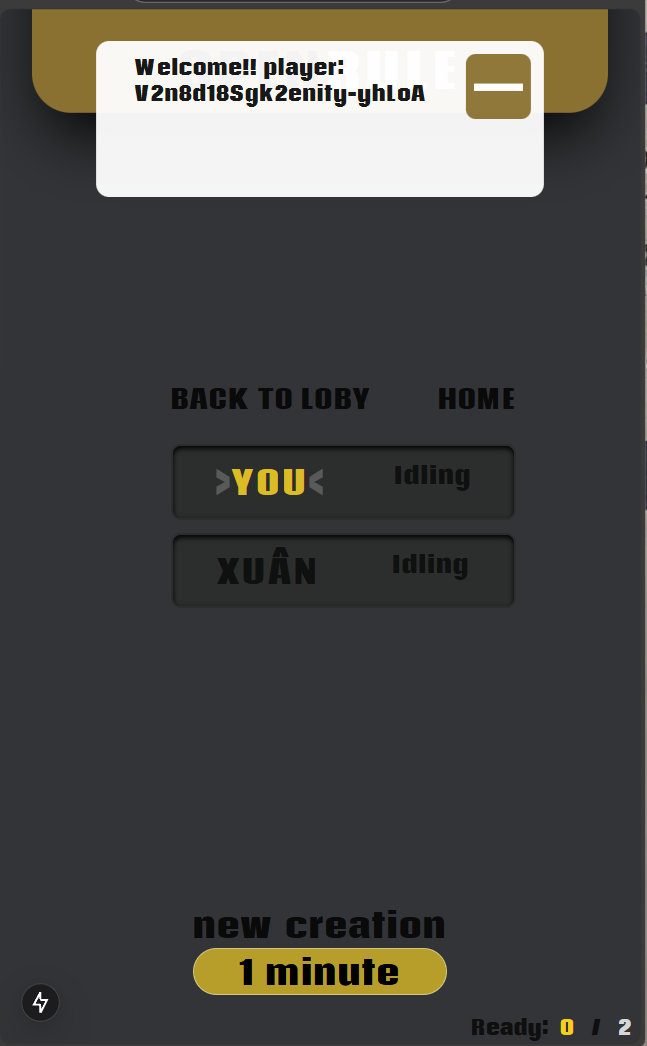 Welcome!! player:
V2n8d18Sgk2enity-yhLoA
BACK TO LOBY HOME
>YOU< Idling
XUÂN Idling
new creation
1 minute
Ready: 0 / 2